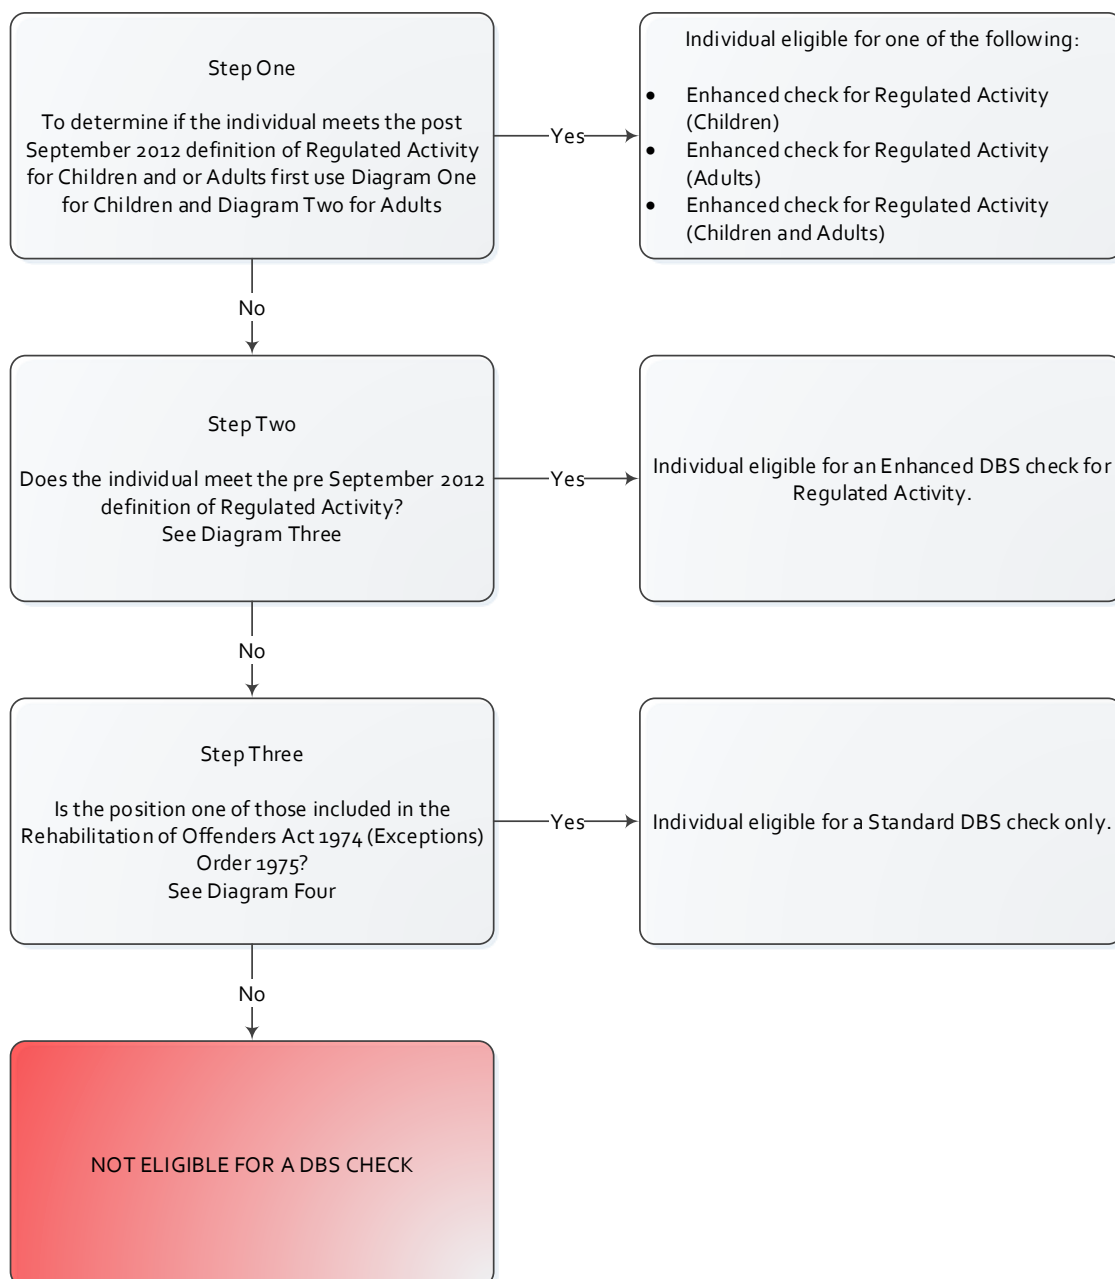 Step One
To determine if the individual meets the post
September 2012 definition of Regulated Activity
for Children and or Adults first use Diagram One
for Children and Diagram Two for Adults
Yes
Individual eligible for one of the following:
• Enhanced check for Regulated Activity
(Children)
• Enhanced check for Regulated Activity
(Adults)
• Enhanced check for Regulated Activity
(Children and Adults)
No
Step Two
Does the individual meet the pre September 2012
definition of Regulated Activity?
See Diagram Three
Yes
Individual eligible for an Enhanced DBS check for
Regulated Activity.
No
Step Three
Is the position one of those included in the
Rehabilitation of Offenders Act 1974 (Exceptions)
Order 1975?
See Diagram Four
Yes
Individual eligible for a Standard DBS check only.
No
NOT ELIGIBLE FOR A DBS CHECK